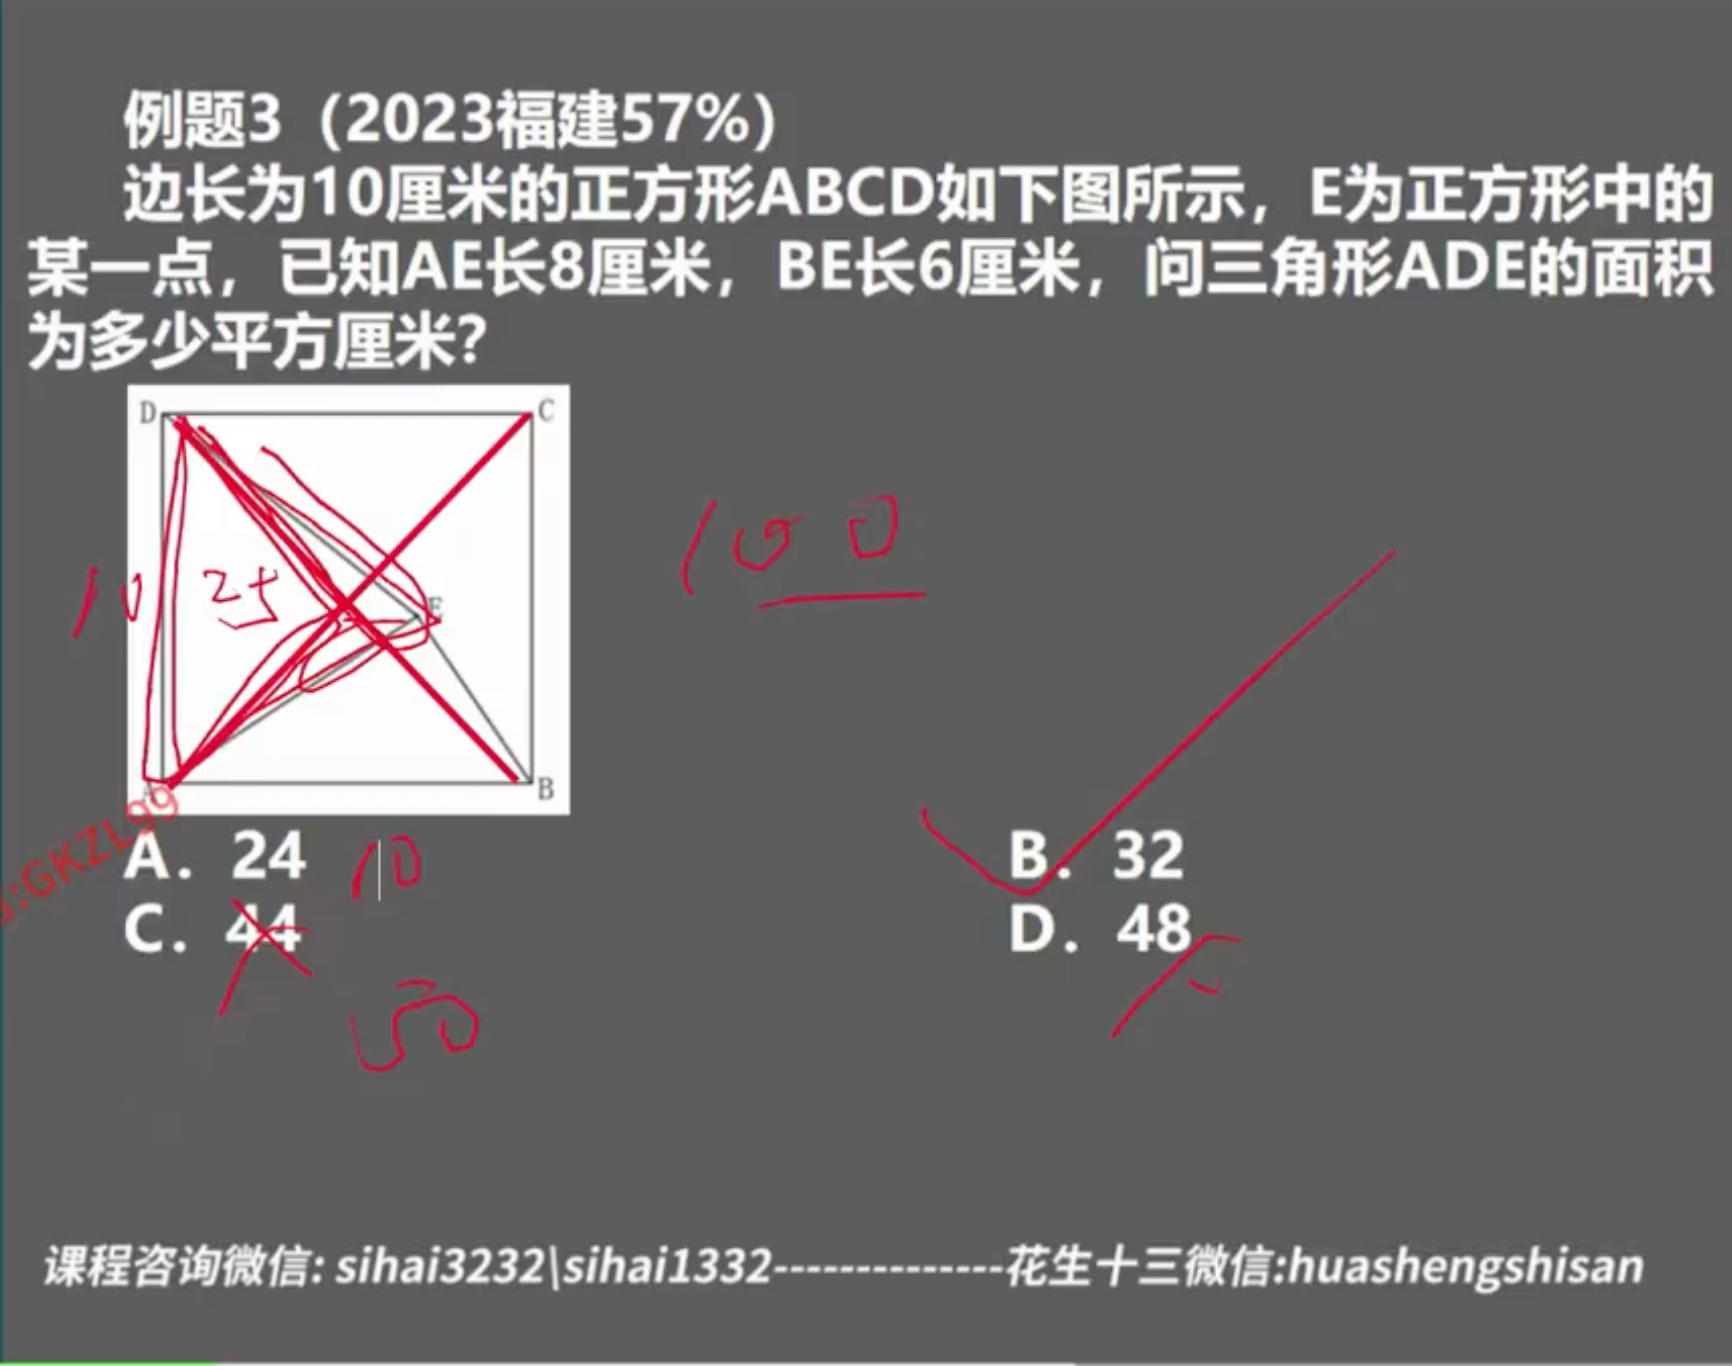 例题3（2023福建57%）
边长为10厘米的正方形ABCD如下图所示，E为正方形中的
某一点，已知AE长8厘米，BE长6厘米，问三角形ADE的面积
为多少平方厘米？
D C
10 25 E 100
A B
:GKZL99
A. 24 10 B. 32
C. 44 D. 48
50
课程咨询微信: sihai3232\sihai1332--------------花生十三微信:huashengshisan